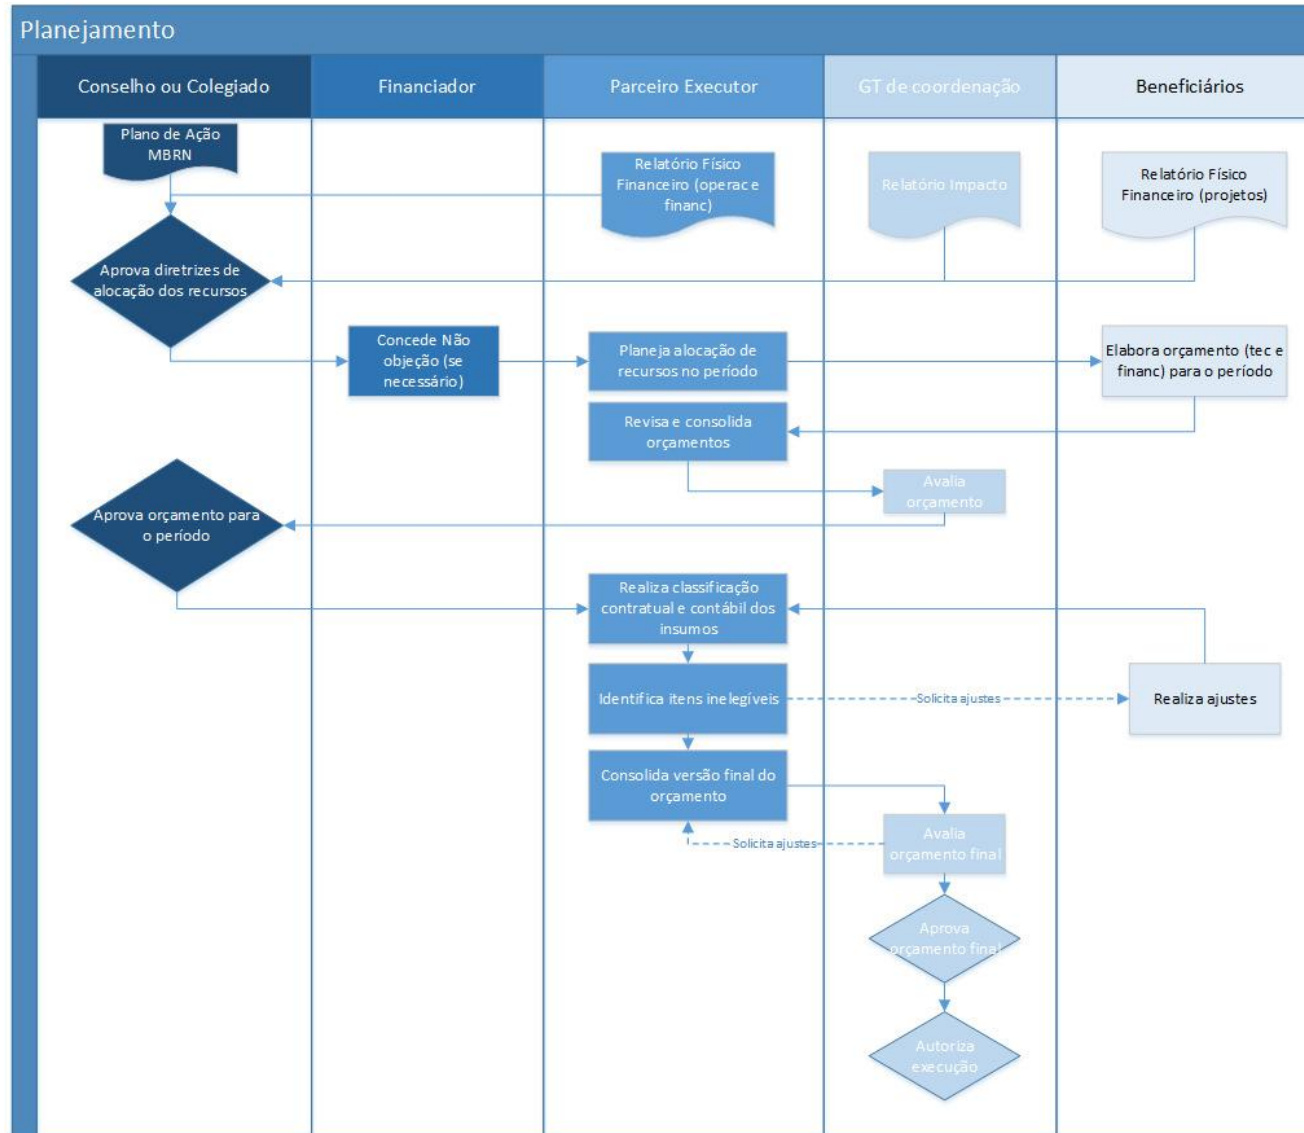 Planejamento
Conselho ou Colegiado
Financiador
Parceiro Executor
GT de coordenação
Beneficiários
Plano de Ação
MBRN
Relatório Físico
Financeiro (operac e
financ)
Relatório Impacto
Relatório Físico
Financeiro (projetos)
Aprova diretrizes de
alocação dos recursos
Concede Não
objeção (se
necessário)
Planeja alocação de
recursos no período
Elabora orçamento (tec e
financ) para o período
Revisa e consolida
orçamentos
Avalia
orçamento
Aprova orçamento para
o período
Realiza classificação
contratual e contábil dos
insumos
Identifica itens inelegíveis
Solicita ajustes
Realiza ajustes
Consolida versão final do
orçamento
Solicita ajustes
Avalia
orçamento final
Aprova
orçamento final
Autoriza
execução